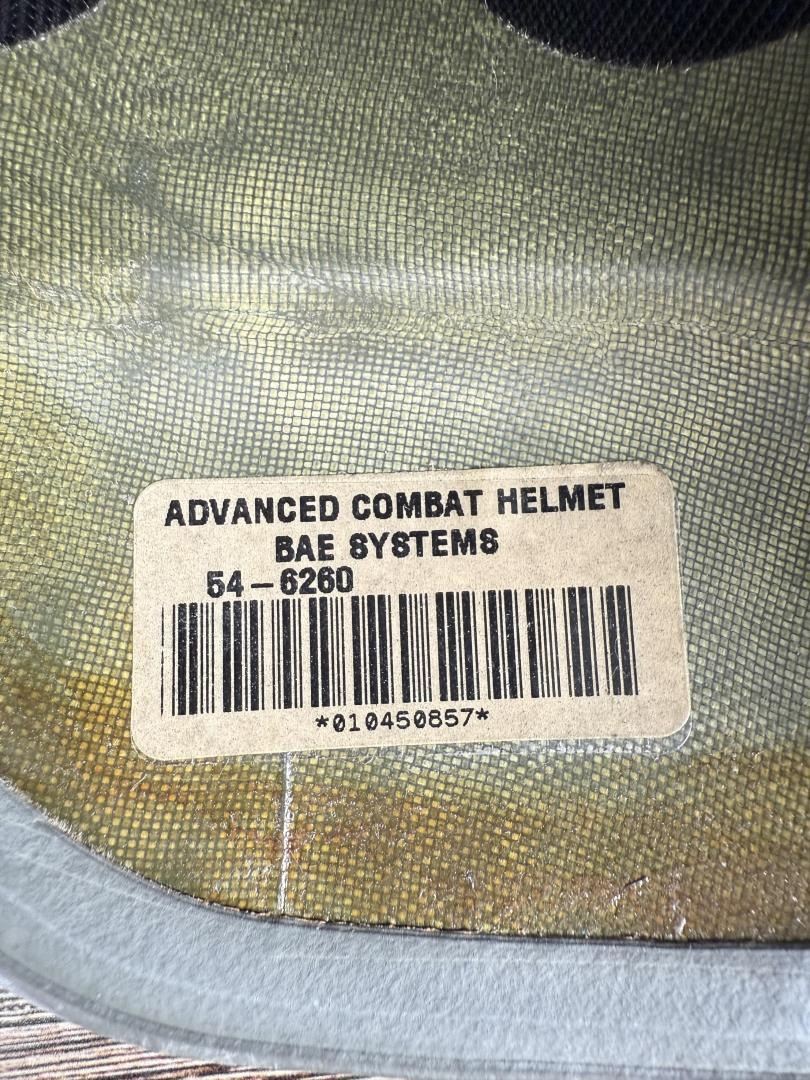 ADVANCED COMBAT HELMET
BAE SYSTEMS
54-6260
*010450857*